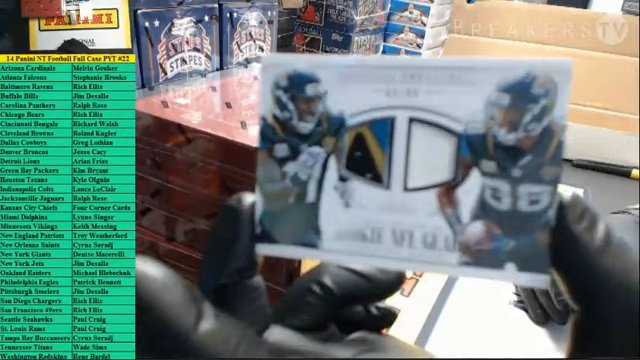 BREAKERSTV
PANINI
STRIPES
STRIPES
14 Panini NT Football Full Case PYT #22
Arizona Cardinals Melvin Gouker
Atlanta Falcons Stephanie Brooks
Baltimore Ravens Rich Ellis
Buffalo Bills Jim Desalle
Carolina Panthers Ralph Rose
Chicago Bears Rich Ellis
Cincinnati Bengals Richard Walsh
Cleveland Browns Roland Kugler
Dallas Cowboys Greg Lothian
Denver Broncos Jesse Cacy
Detroit Lions Arian Frias
Green Bay Packers Kim Bryant
Houston Texans Kyle Olguin
Indianapolis Colts Lance LeClair
Jacksonville Jaguars Ralph Rose
Kansas City Chiefs Four Corner Cards
Miami Dolphins Lynne Singer
Minnesota Vikings Keith Messing
New England Patriots Troy Weatherford
New Orleans Saints Cyrus Seradj
New York Giants Denise Macerelli
New York Jets Jim Desalle
Oakland Raiders Michael Blebechuk
Philadelphia Eagles Patrick Bennett
Pittsburgh Steelers Jim Desalle
San Diego Chargers Rich Ellis
San Francisco 49ers Rich Ellis
Seattle Seahawks Paul Craig
St. Louis Rams Paul Craig
Tampa Bay Buccaneers Cyrus Seradj
Tennessee Titans Wade Sims
Washington Redskins Rene Bardel
88